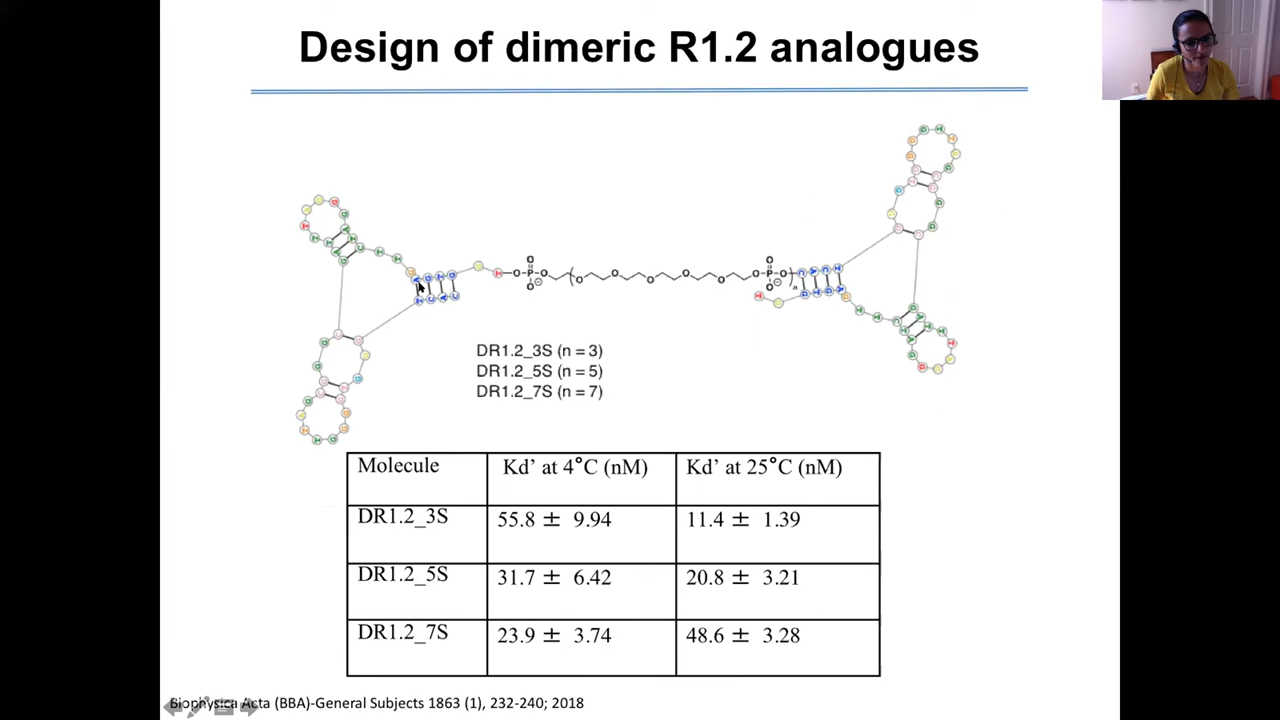 Design of dimeric R1.2 analogues
DR1.2_3S (n = 3)
DR1.2_5S (n = 5)
DR1.2_7S (n = 7)
Molecule Kd’ at 4°C (nM) Kd’ at 25°C (nM)
DR1.2_3S 55.8 ± 9.94 11.4 ± 1.39
DR1.2_5S 31.7 ± 6.42 20.8 ± 3.21
DR1.2_7S 23.9 ± 3.74 48.6 ± 3.28
Biophysica Acta (BBA)-General Subjects 1863 (1), 232-240; 2018